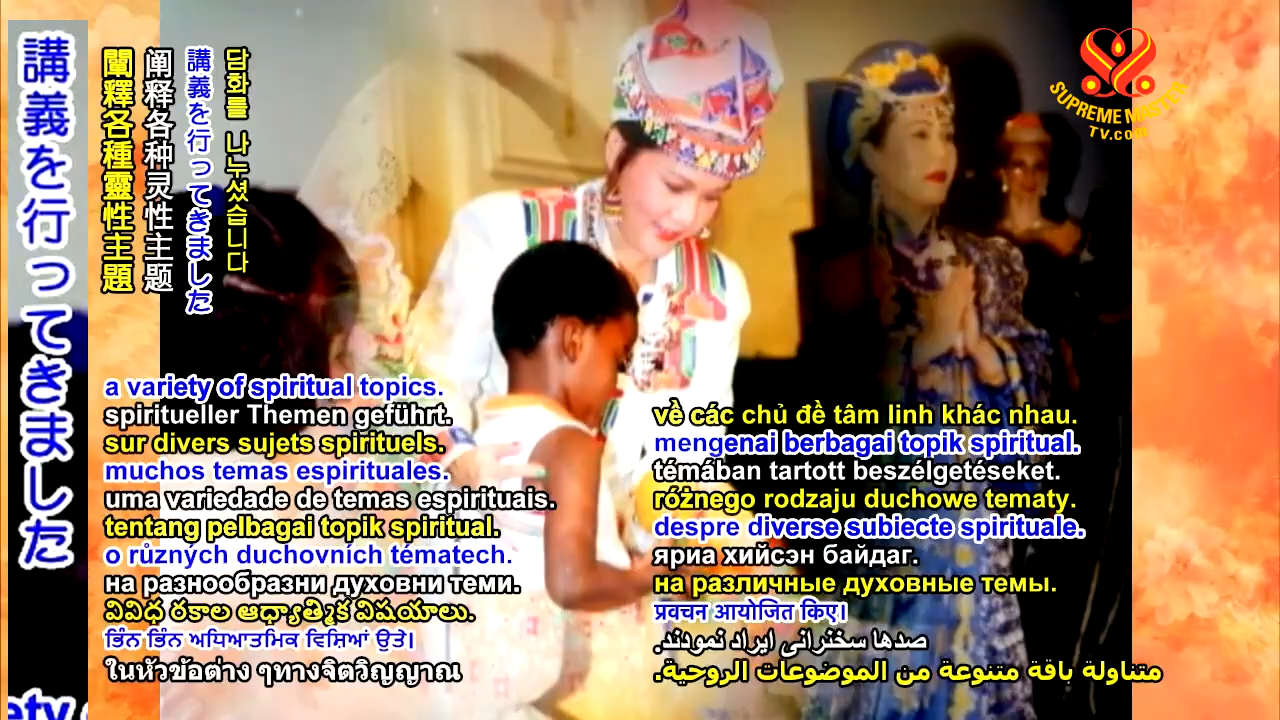 講義を行ってきました
闡釋各種靈性主題
阐释各种灵性主题
講義を行ってきました
담화를 나누셨습니다
SUPREME MASTER
TV.com
a variety of spiritual topics.
spiritueller Themen geführt.
sur divers sujets spirituels.
muchos temas espirituales.
uma variedade de temas espirituais.
tentang pelbagai topik spiritual.
o různých duchovních tématech.
на разнообразни духовни теми.
వివిధ రకాల ఆధ్యాత్మిక విషయాలు.
ਭਿੰਨ ਭਿੰਨ ਅਧਿਆਤਮਿਕ ਵਿਸ਼ਿਆਂ ਉਤੇ।
ในหัวข้อต่าง ๆทางจิตวิญญาณ
về các chủ đề tâm linh khác nhau.
mengenai berbagai topik spiritual.
témában tartott beszélgetéseket.
różnego rodzaju duchowe tematy.
despre diverse subiecte spirituale.
яриа хийсэн байдаг.
на различные духовные темы.
प्रवचन आयोजित किए।
صدها سخنرانی ایراد نمودند.
متناولة باقة متنوعة من الموضوعات الروحية.